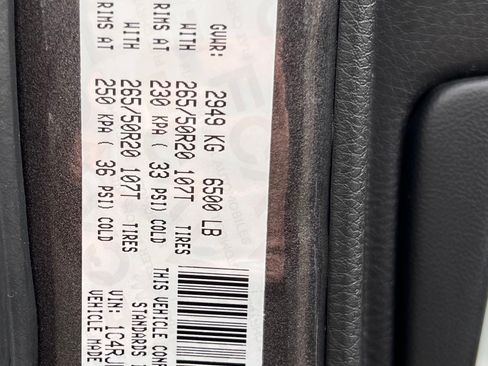 GVWR: 2949 KG 6500 LB
WITH 265/50R20 107T TIRES
RIMS AT 230 KPA ( 33 PSI) COLD
WITH 265/50R20 107T TIRES
RIMS AT 250 KPA ( 36 PSI) COLD
THIS VEHICLE CONF
STANDARDS I
VIN: 1C4RJ
VEHICLE MADE